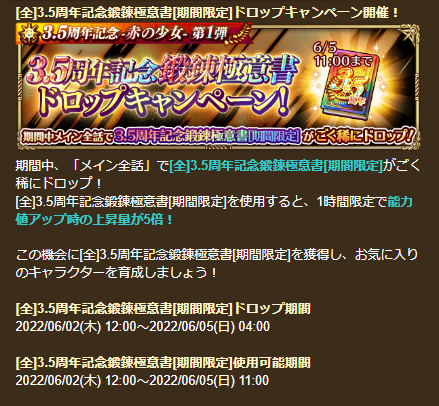 [全]3.5周年記念鍛錬極意書[期間限定]ドロップキャンペーン開催！
3.5周年記念-赤の少女- 第1弾
3.5周年記念鍛錬極意書
ドロップキャンペーン!
6/5
11:00まで
期間中メイン全話で3.5周年記念鍛錬極意書[期間限定]がごく稀にドロップ!!
期間中、「メイン全話」で[全]3.5周年記念鍛錬極意書[期間限定]がごく
稀にドロップ！
[全]3.5周年記念鍛錬極意書[期間限定]を使用すると、1時間限定で能力
値アップ時の上昇量が5倍！
この機会に[全]3.5周年記念鍛錬極意書[期間限定]を獲得し、お気に入り
のキャラクターを育成しましょう！
[全]3.5周年記念鍛錬極意書[期間限定]ドロップ期間
2022/06/02(木) 12:00～2022/06/05(日) 04:00
[全]3.5周年記念鍛錬極意書[期間限定]使用可能期間
2022/06/02(木) 12:00～2022/06/05(日) 11:00